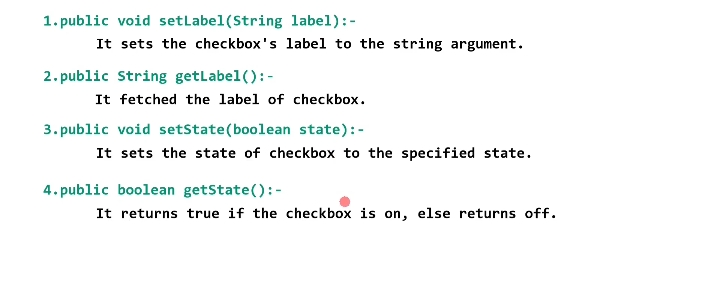 1.public void setLabel(String label):-
It sets the checkbox's label to the string argument.
2.public String getLabel():-
It fetched the label of checkbox.
3.public void setState(boolean state):-
It sets the state of checkbox to the specified state.
4.public boolean getState():-
It returns true if the checkbox is on, else returns off.